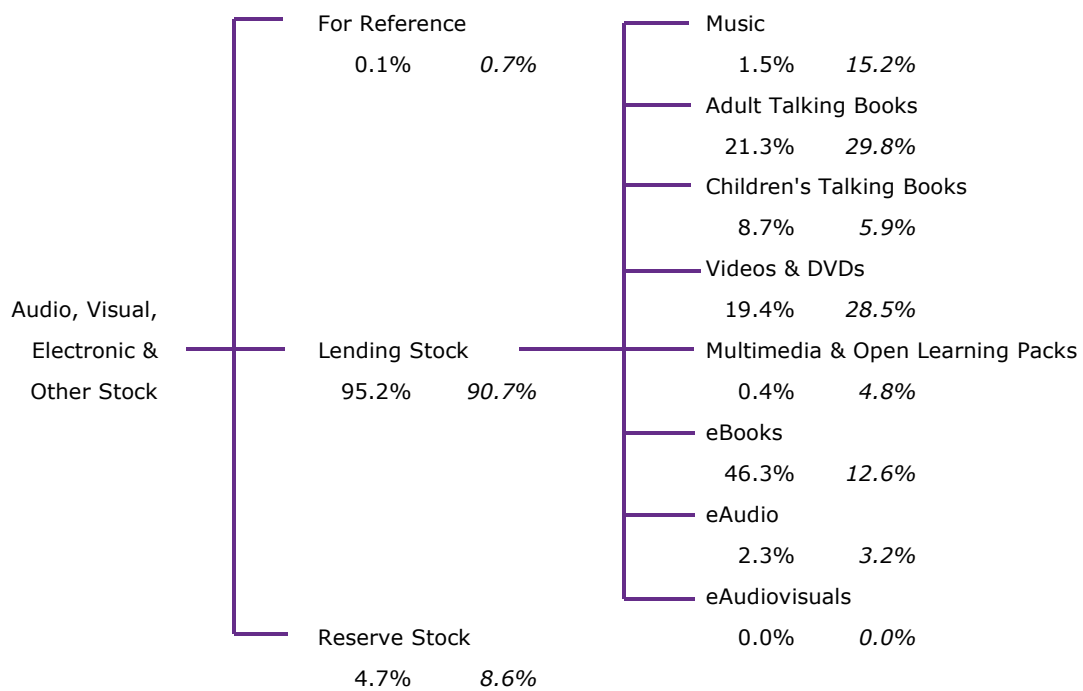 Audio, Visual,
Electronic &
Other Stock
For Reference
0.1% 0.7%
Lending Stock
95.2% 90.7%
Reserve Stock
4.7% 8.6%
Music
1.5% 15.2%
Adult Talking Books
21.3% 29.8%
Children's Talking Books
8.7% 5.9%
Videos & DVDs
19.4% 28.5%
Multimedia & Open Learning Packs
0.4% 4.8%
eBooks
46.3% 12.6%
eAudio
2.3% 3.2%
eAudiovisuals
0.0% 0.0%